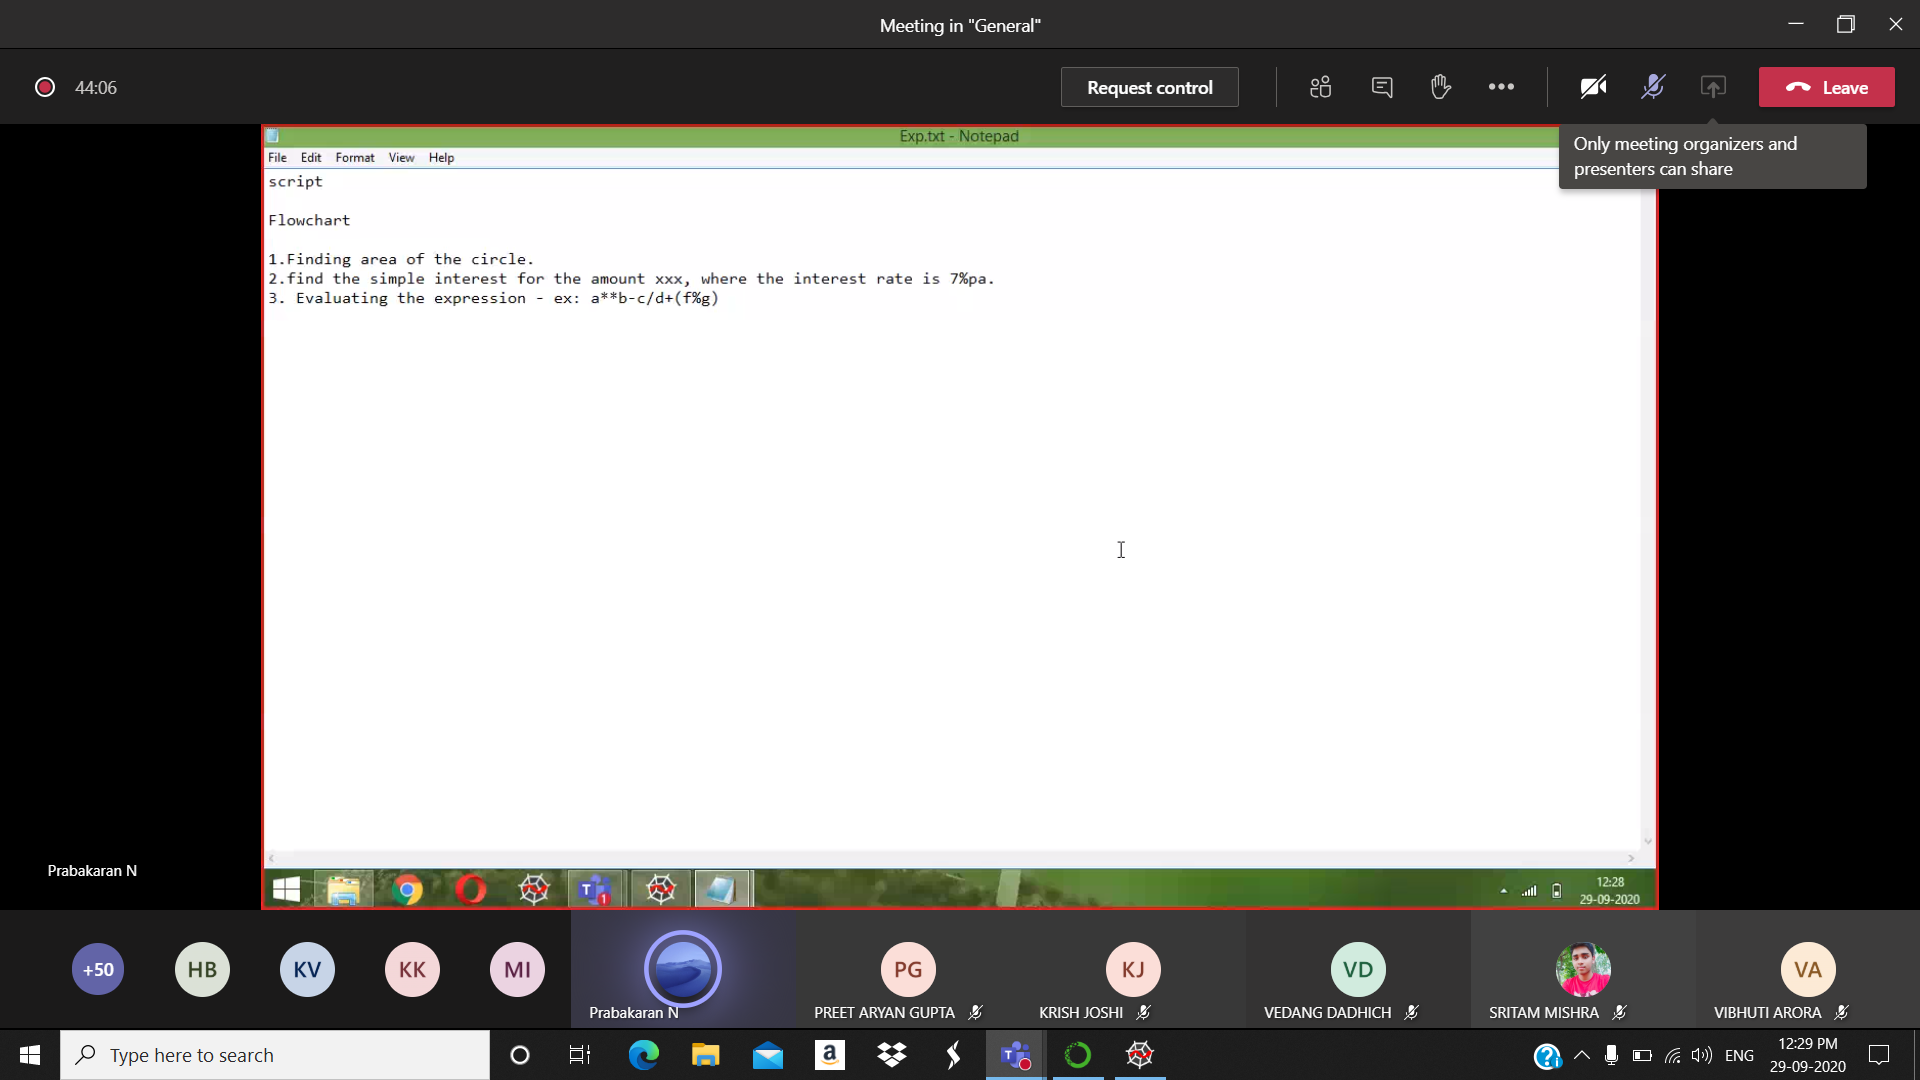 Meeting in "General"
44:06
Request control
Leave
Only meeting organizers and
presenters can share
Exp.txt - Notepad
File Edit Format View Help
script
Flowchart
1.Finding area of the circle.
2.find the simple interest for the amount xxx, where the interest rate is 7%pa.
3. Evaluating the expression - ex: a**b-c/d+(f%g)
Prabakaran N
T 1
12:28
29-09-2020
+50
HB
KV
KK
MI
Prabakaran N
PG
PREET ARYAN GUPTA
KJ
KRISH JOSHI
VD
VEDANG DADHICH
SRITAM MISHRA
VA
VIBHUTI ARORA
Type here to search
a
T
ENG
12:29 PM
29-09-2020